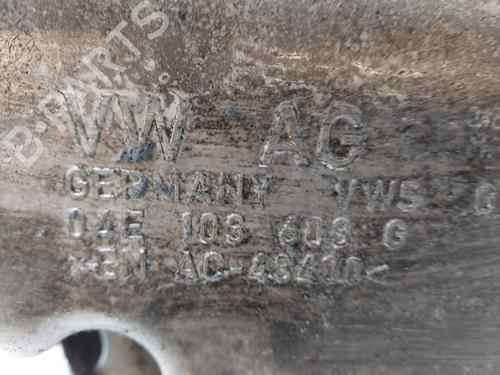 B-PARTS
VW AG
GERMANY VWS G
04E 103 603 G
>EN AC-43400<